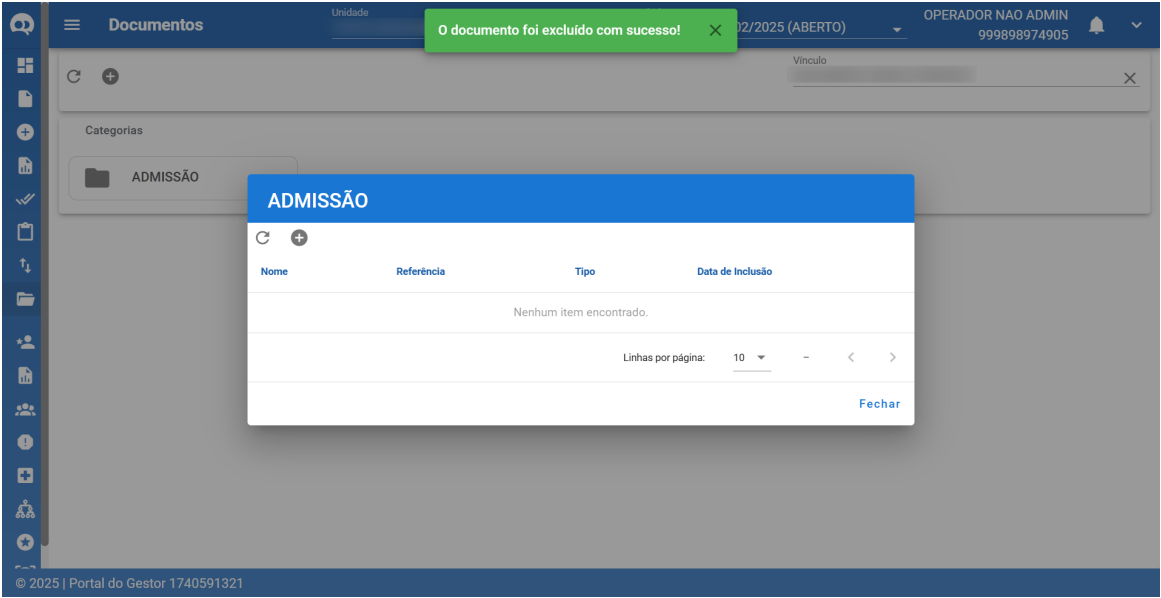 Documentos
Unidade
O documento foi excluído com sucesso!
02/2025 (ABERTO)
OPERADOR NAO ADMIN
999898974905
Vínculo
Categorias
ADMISSÃO
ADMISSÃO
Nome Referência Tipo Data de Inclusão
Nenhum item encontrado.
Linhas por página: 10 –
Fechar
© 2025 | Portal do Gestor 1740591321